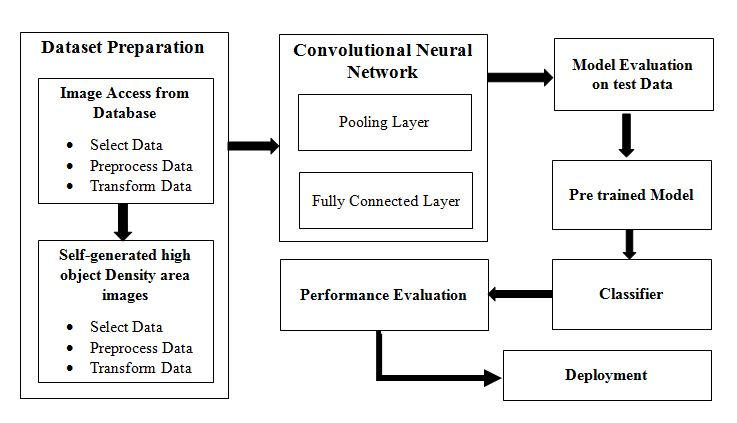 Dataset Preparation
Image Access from
Database
• Select Data
• Preprocess Data
• Transform Data
Self-generated high
object Density area
images
• Select Data
• Preprocess Data
• Transform Data
Convolutional Neural
Network
Pooling Layer
Fully Connected Layer
Model Evaluation
on test Data
Pre trained Model
Classifier
Performance Evaluation
Deployment